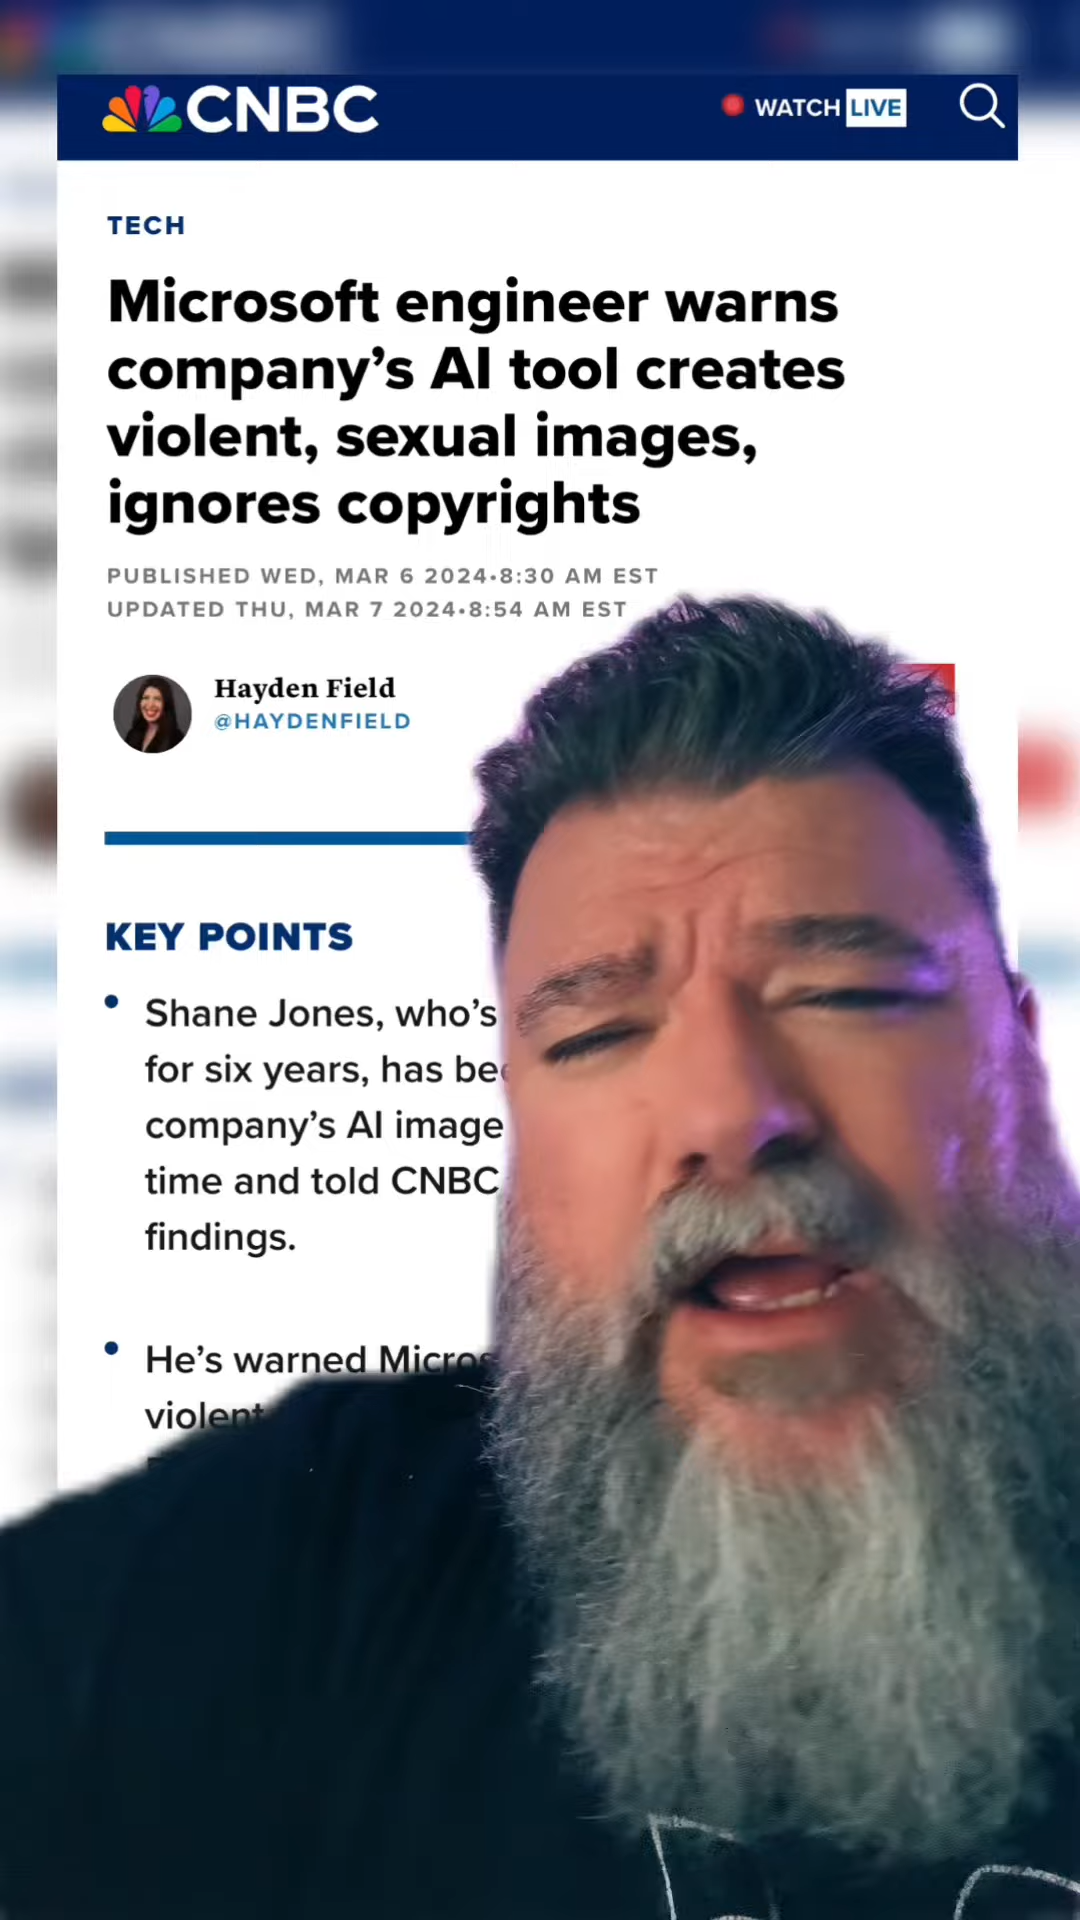 CNBC
WATCH LIVE
TECH
Microsoft engineer warns
company’s AI tool creates
violent, sexual images,
ignores copyrights
PUBLISHED WED, MAR 6 2024•8:30 AM EST
UPDATED THU, MAR 7 2024•8:54 AM EST
Hayden Field
@HAYDENFIELD
KEY POINTS
Shane Jones, who’s
for six years, has
company’s AI image
time and told CNBC
findings.
He’s warned
violent